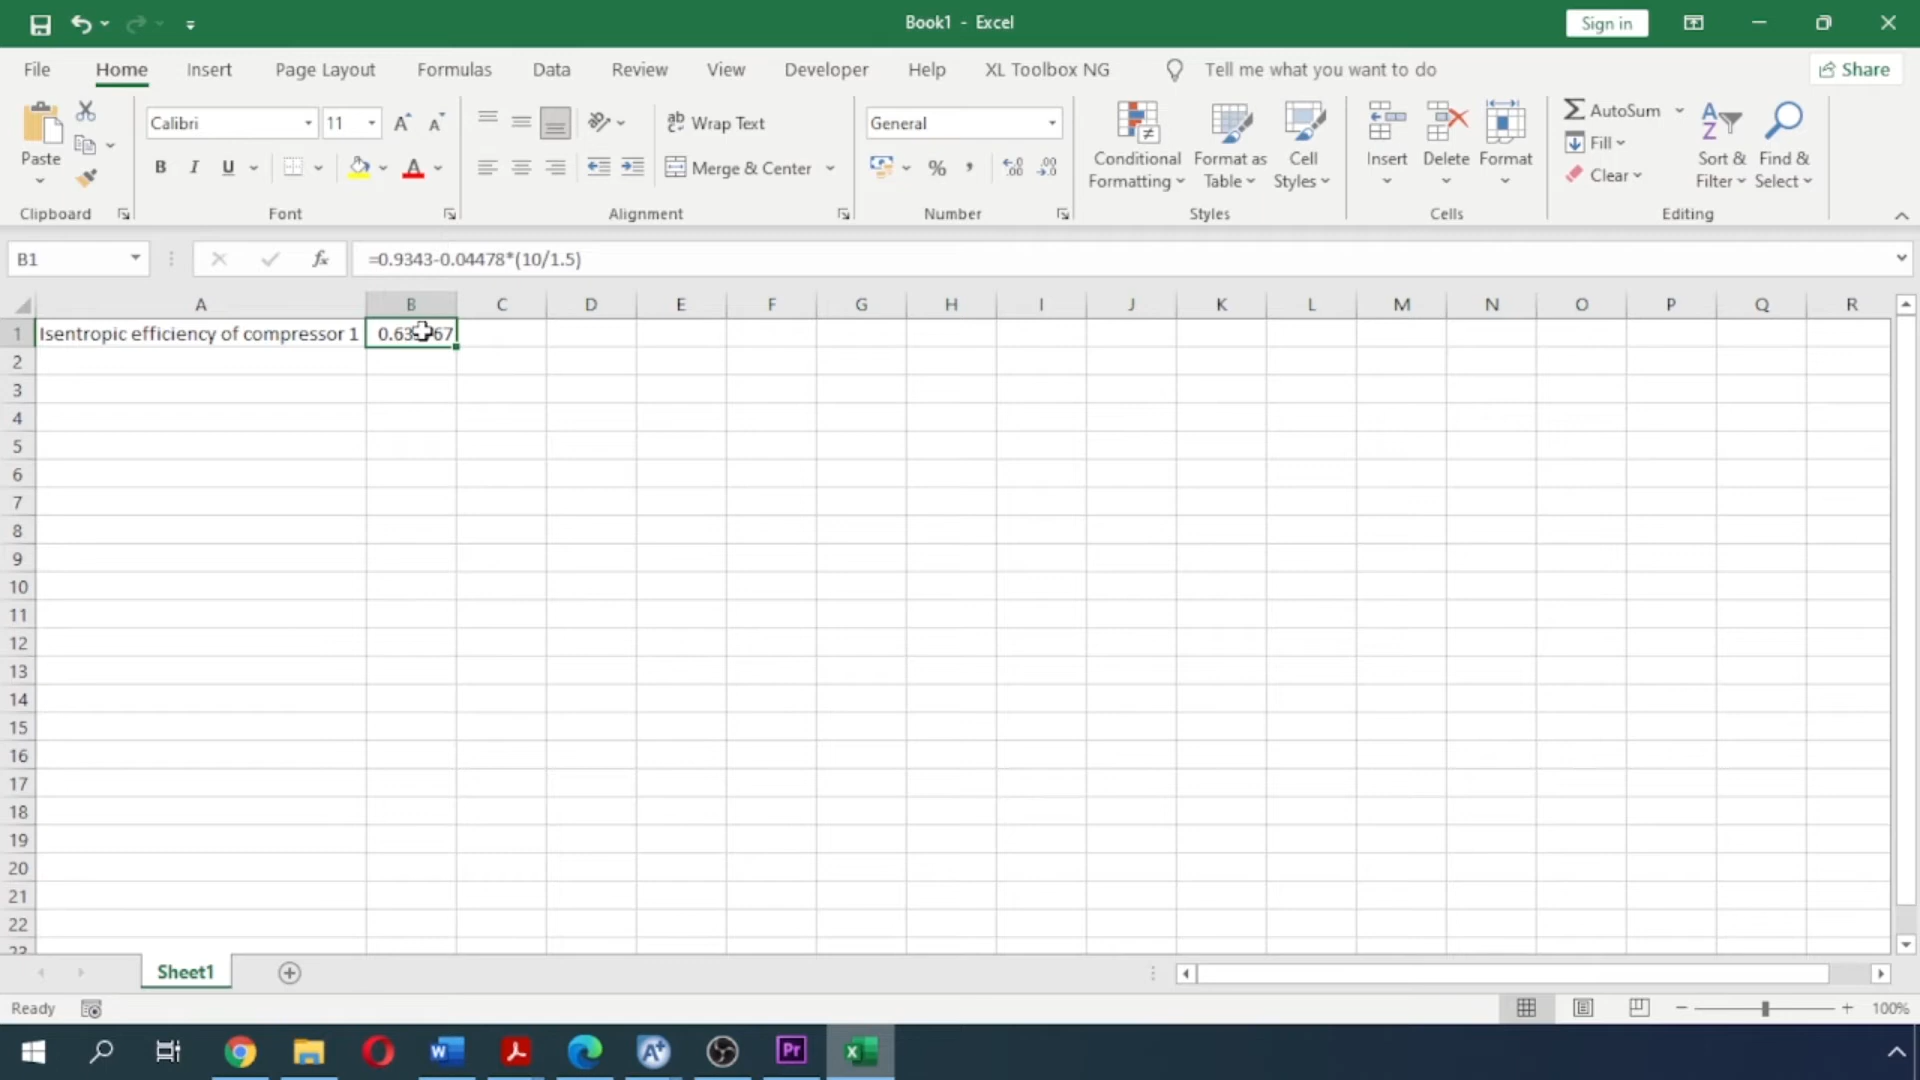 Book1 - Excel
Sign in
File Home Insert Page Layout Formulas Data Review View Developer Help XL Toolbox NG Tell me what you want to do Share
Paste
Clipboard
Calibri 11
B I U
Font
Wrap Text
Merge & Center
Alignment
General
%
Number
Conditional Formatting
Format as Table
Cell Styles
Styles
Insert Delete Format
Cells
AutoSum
Fill
Clear
Sort & Filter
Find & Select
Editing
B1 fx =0.9343-0.04478*(10/1.5)
A B C D E F G H I J K L M N O P Q R
1 Isentropic efficiency of compressor 1
2
3
4
5
6
7
8
9
10
11
12
13
14
15
16
17
18
19
20
21
22
23
Sheet1
Ready
100%